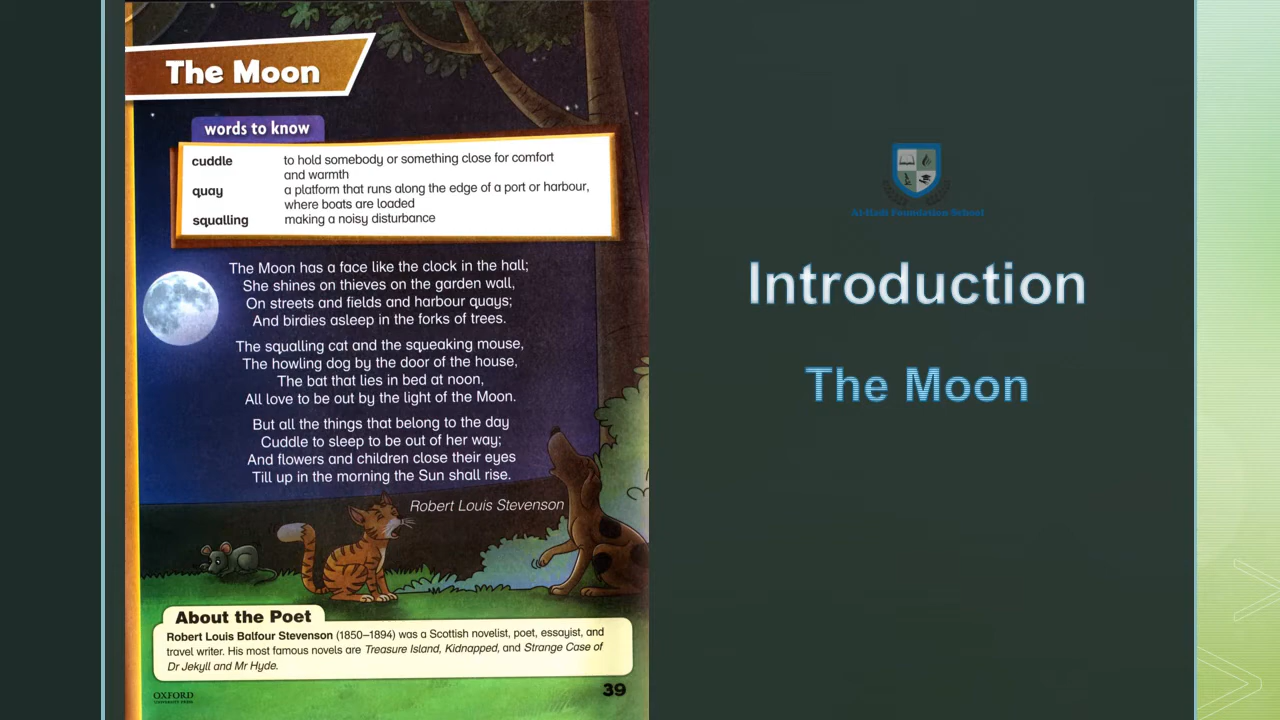 The Moon
words to know
cuddle to hold somebody or something close for comfort
and warmth
quay a platform that runs along the edge of a port or harbour,
where boats are loaded
squalling making a noisy disturbance
The Moon has a face like the clock in the hall;
She shines on thieves on the garden wall,
On streets and fields and harbour quays;
And birdies asleep in the forks of trees.
The squalling cat and the squeaking mouse,
The howling dog by the door of the house,
The bat that lies in bed at noon,
All love to be out by the light of the Moon.
But all the things that belong to the day
Cuddle to sleep to be out of her way;
And flowers and children close their eyes
Till up in the morning the Sun shall rise.
Robert Louis Stevenson
About the Poet
Robert Louis Balfour Stevenson (1850–1894) was a Scottish novelist, poet, essayist, and
travel writer. His most famous novels are Treasure Island, Kidnapped, and Strange Case of
Dr Jekyll and Mr Hyde.
OXFORD
UNIVERSITY PRESS
39
Al-Hadi Foundation School
Introduction
The Moon